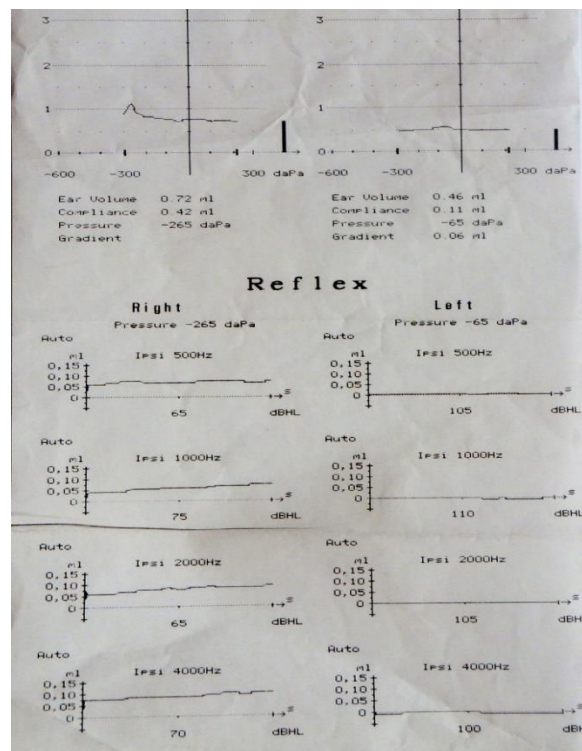 3 3
2 2
1 1
0 0
-600 -300 300 daPa -600 -300 300 daPa
Ear Volume 0.72 ml Ear Volume 0.46 ml
Compliance 0.42 ml Compliance 0.11 ml
Pressure -265 daPa Pressure -65 daPa
Gradient Gradient 0.06 ml
Reflex
Right Left
Pressure -265 daPa Pressure -65 daPa
Auto Auto
ml Ipsi 500Hz ml Ipsi 500Hz
0,15 0,15
0,10 0,10
0,05 s 0,05 s
0 0
65 dBHL 105 dBHL
Auto Auto
ml Ipsi 1000Hz ml Ipsi 1000Hz
0,15 0,15
0,10 0,10
0,05 s 0,05 s
0 0
75 dBHL 110 dBHL
Auto Auto
ml Ipsi 2000Hz ml Ipsi 2000Hz
0,15 0,15
0,10 0,10
0,05 s 0,05 s
0 0
65 dBHL 105 dBHL
Auto Auto
ml Ipsi 4000Hz ml Ipsi 4000Hz
0,15 0,15
0,10 0,10
0,05 s 0,05 s
0 0
70 dBHL 100 dBHL